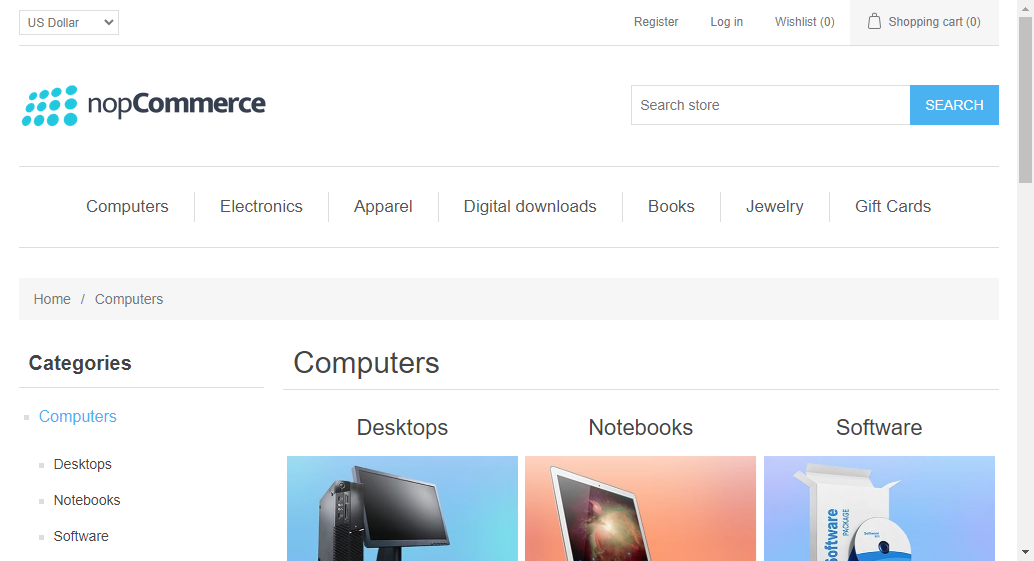 US Dollar
Register
Log in
Wishlist (0)
Shopping cart (0)
nopCommerce
Search store
SEARCH
Computers
Electronics
Apparel
Digital downloads
Books
Jewelry
Gift Cards
Home / Computers
Categories
Computers
Desktops
Notebooks
Software
Computers
Desktops
Notebooks
Software
Software
PACKAGE
Software